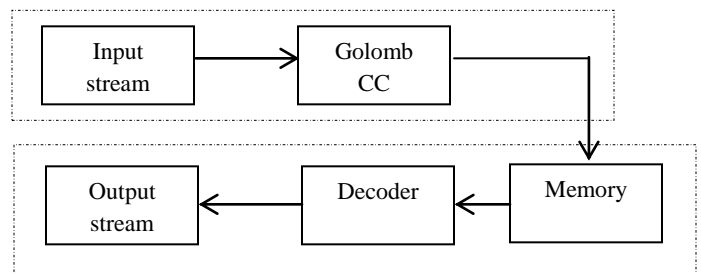 Input
stream
Golomb
CC
Output
stream
Decoder
Memory